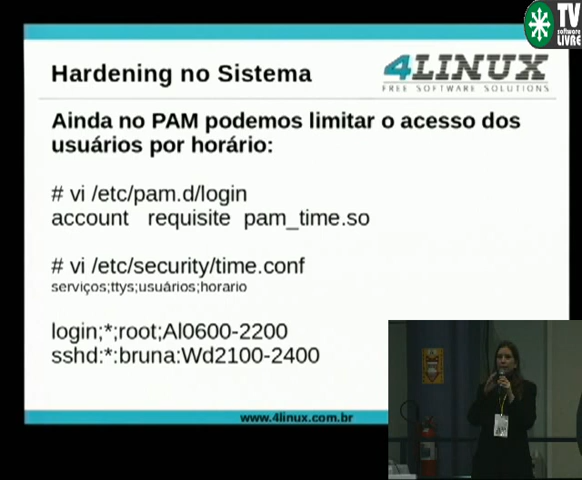 TV
software
LIVRE
Hardening no Sistema
4LINUX
FREE SOFTWARE SOLUTIONS
Ainda no PAM podemos limitar o acesso dos
usuários por horário:
# vi /etc/pam.d/login
account requisite pam_time.so
# vi /etc/security/time.conf
serviços;ttys;usuários;horario
login;*;root;Al0600-2200
sshd:*:bruna:Wd2100-2400
www.4linux.com.br